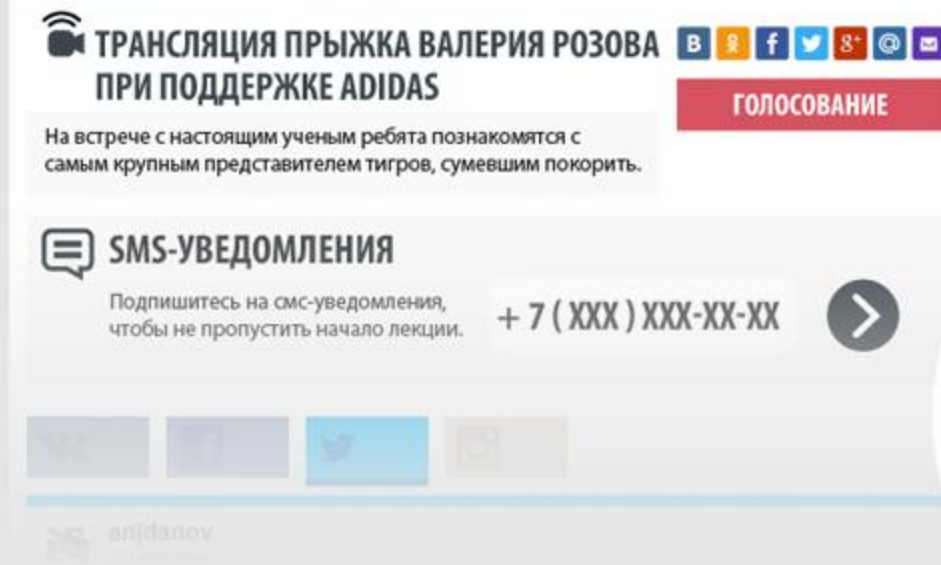 ТРАНСЛЯЦИЯ ПРЫЖКА ВАЛЕРИЯ РОЗОВА
ПРИ ПОДДЕРЖКЕ ADIDAS
ГОЛОСОВАНИЕ
На встрече с настоящим ученым ребята познакомятся с
самым крупным представителем тигров, сумевшим покорить.
SMS-УВЕДОМЛЕНИЯ
Подпишитесь на смс-уведомления,
чтобы не пропустить начало лекции.
+ 7 ( XXX ) XXX-XX-XX
anjdanov